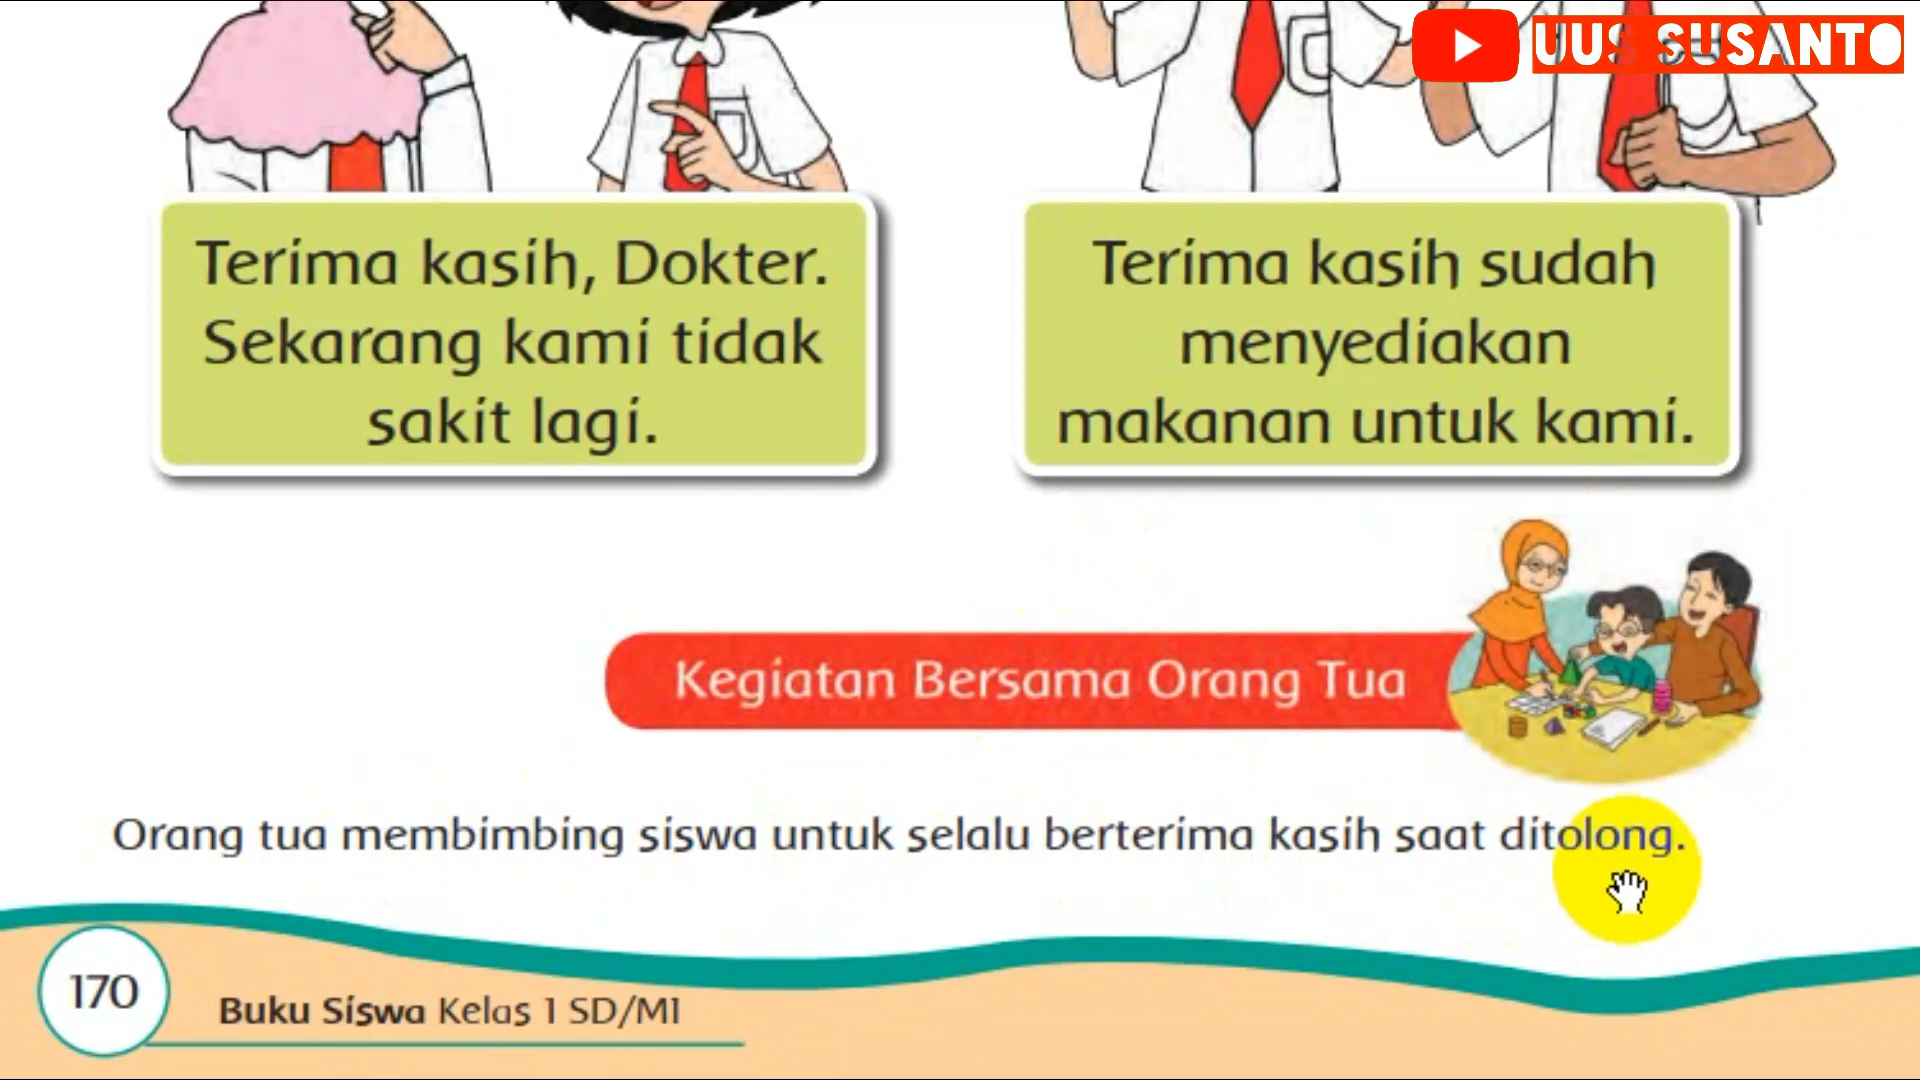 UUS SUSANTO
Terima kasih, Dokter.
Sekarang kami tidak
sakit lagi.
Terima kasih sudah
menyediakan
makanan untuk kami.
Kegiatan Bersama Orang Tua
Orang tua membimbing siswa untuk selalu berterima kasih saat ditolong.
170
Buku Siswa Kelas 1 SD/MI